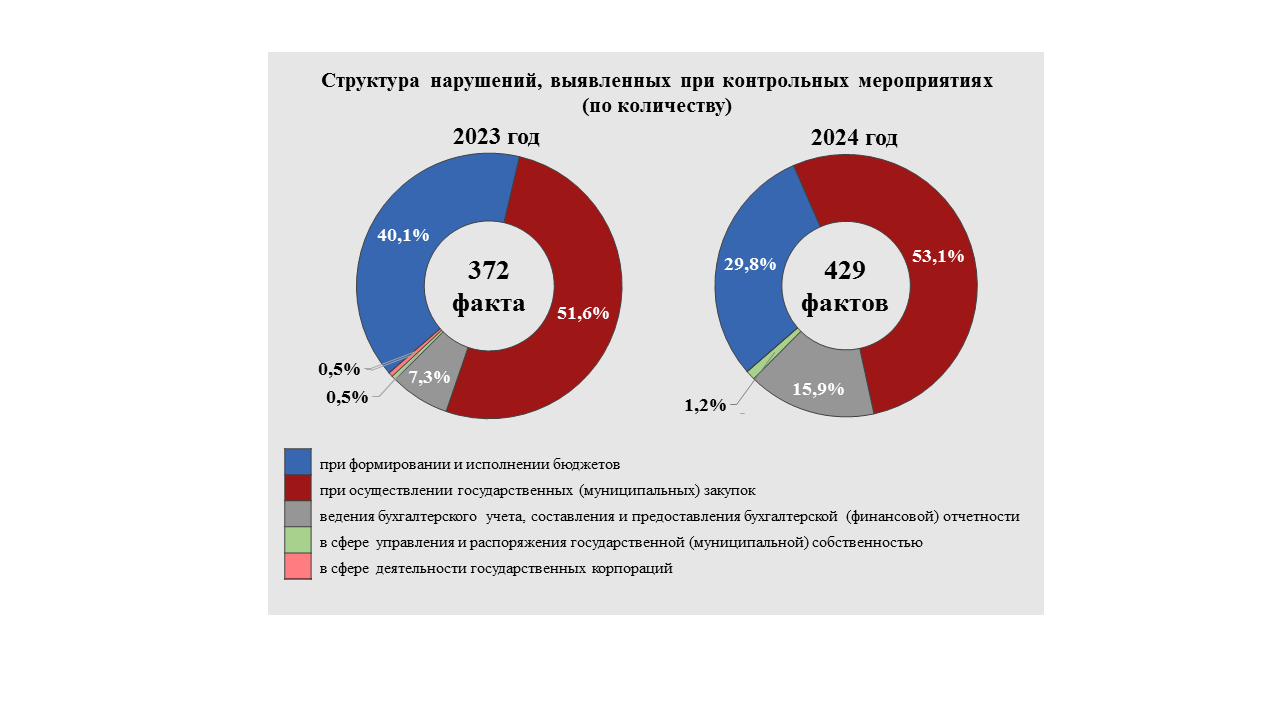 Структура нарушений, выявленных при контрольных мероприятиях
(по количеству)
2023 год
2024 год
40,1%
372
факта
51,6%
0,5%
0,5%
7,3%
29,8%
429
фактов
53,1%
1,2%
15,9%
при формировании и исполнении бюджетов
при осуществлении государственных (муниципальных) закупок
ведения бухгалтерского учета, составления и предоставления бухгалтерской (финансовой) отчетности
в сфере управления и распоряжения государственной (муниципальной) собственностью
в сфере деятельности государственных корпораций